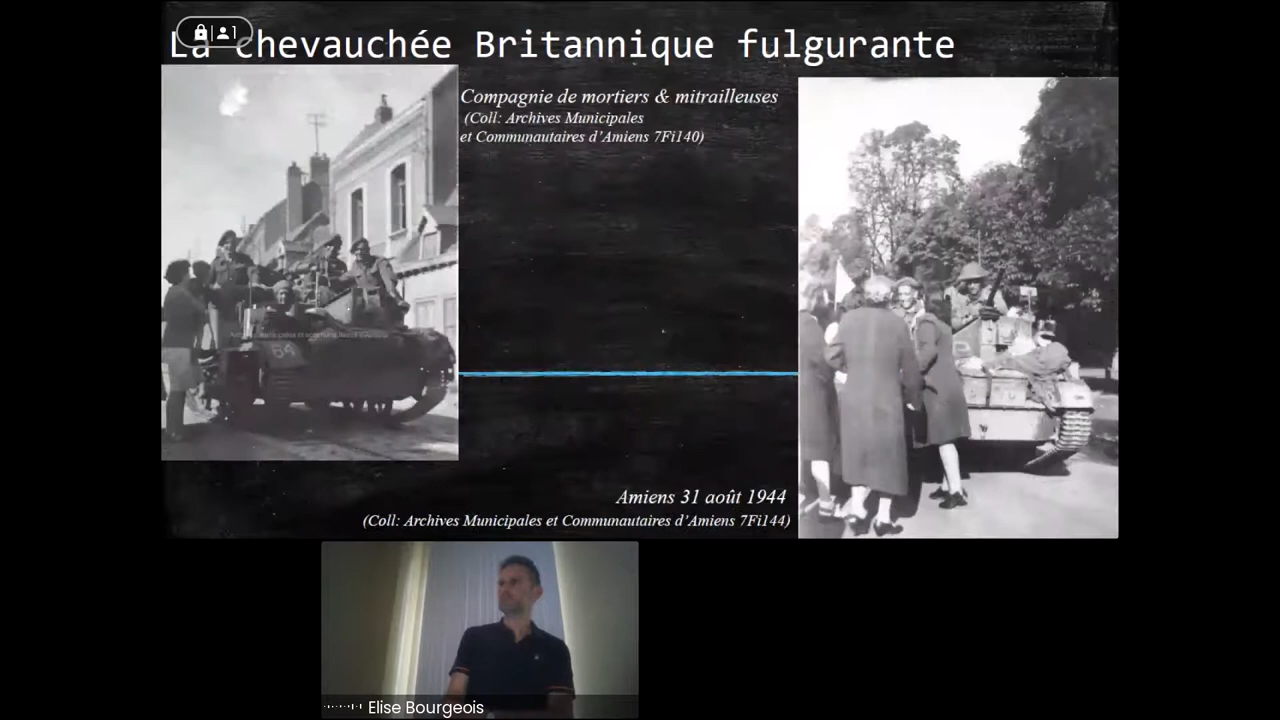 La Chevauchée Britannique fulgurante
1
Compagnie de mortiers & mitrailleuses
(Coll: Archives Municipales
et Communautaires d'Amiens 7Fi140)
64
Amiens 31 août 1944
(Coll: Archives Municipales et Communautaires d'Amiens 7Fi144)
Elise Bourgeois